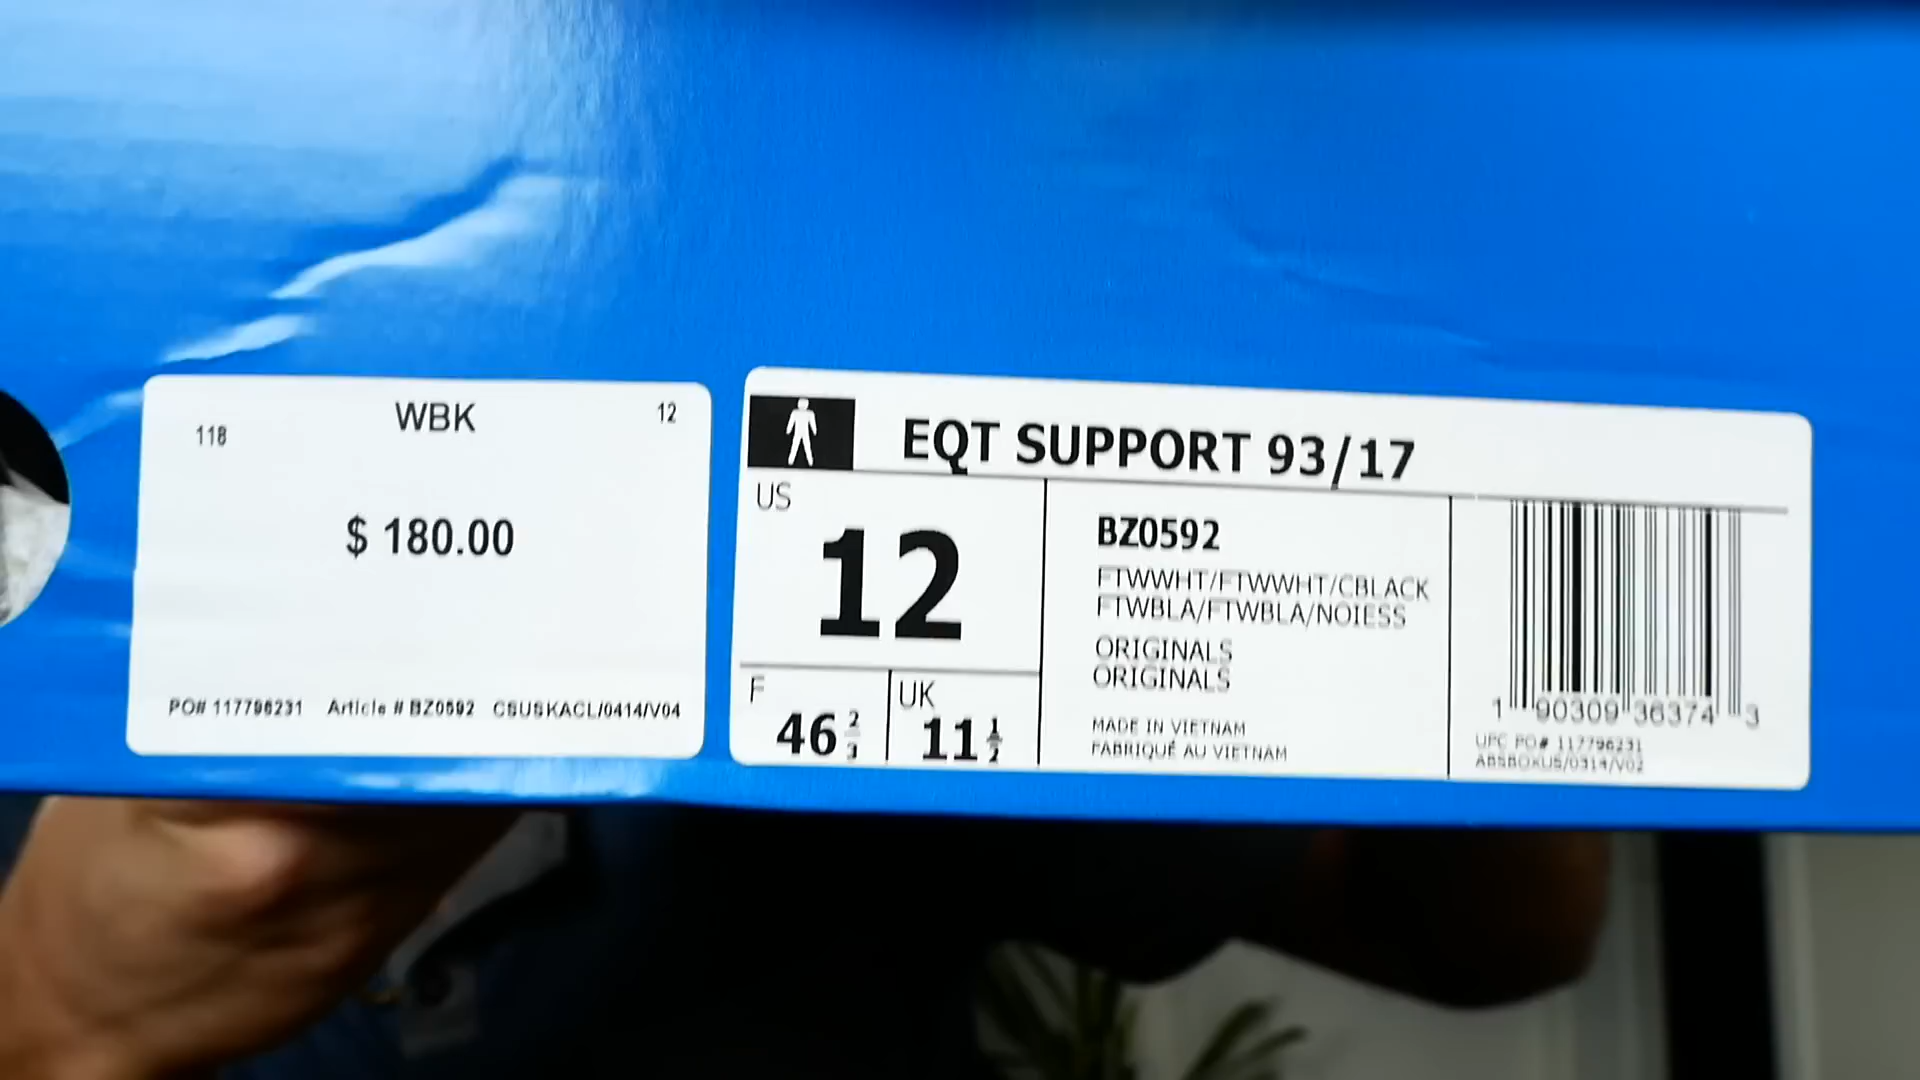 118 WBK 12
$ 180.00
PO# 117796231 Article # BZ0592 CSUSKACL/0414/V04
EQT SUPPORT 93/17
US
12
F
46 2/3
UK
11 1/2
BZ0592
FTWWHT/FTWWHT/CBLACK
FTWBLA/FTWBLA/NOIESS
ORIGINALS
ORIGINALS
MADE IN VIETNAM
FABRIQUÉ AU VIETNAM
1 90309 36374 3
UPC PO# 117796231
ABSBOXUS/0314/V02